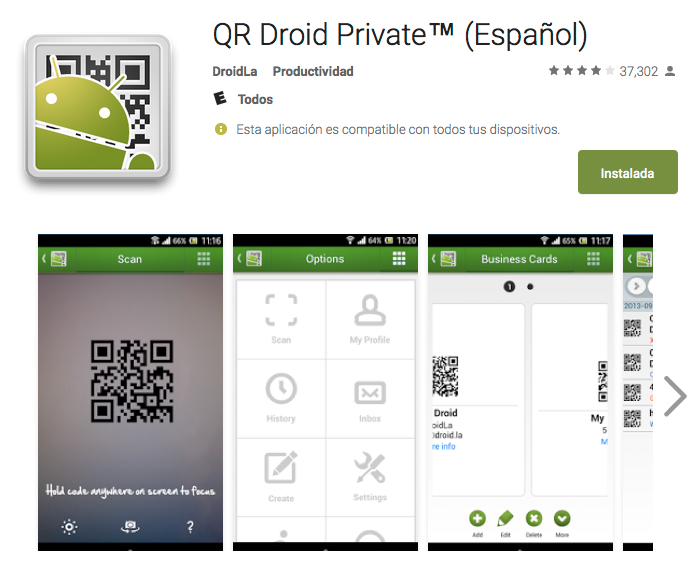 QR Droid Private™ (Español)
DroidLa Productividad
37,302
E Todos
Esta aplicación es compatible con todos tus dispositivos.
Instalada
66% 11:16
Scan
Hold code anywhere on screen to focus
?
64% 11:20
Options
Scan
My Profile
History
Inbox
Create
Settings
65% 11:17
Business Cards
1
Droid
oidLa
droid.la
re info
My
5
M
Add Edit Delete More
2013-09